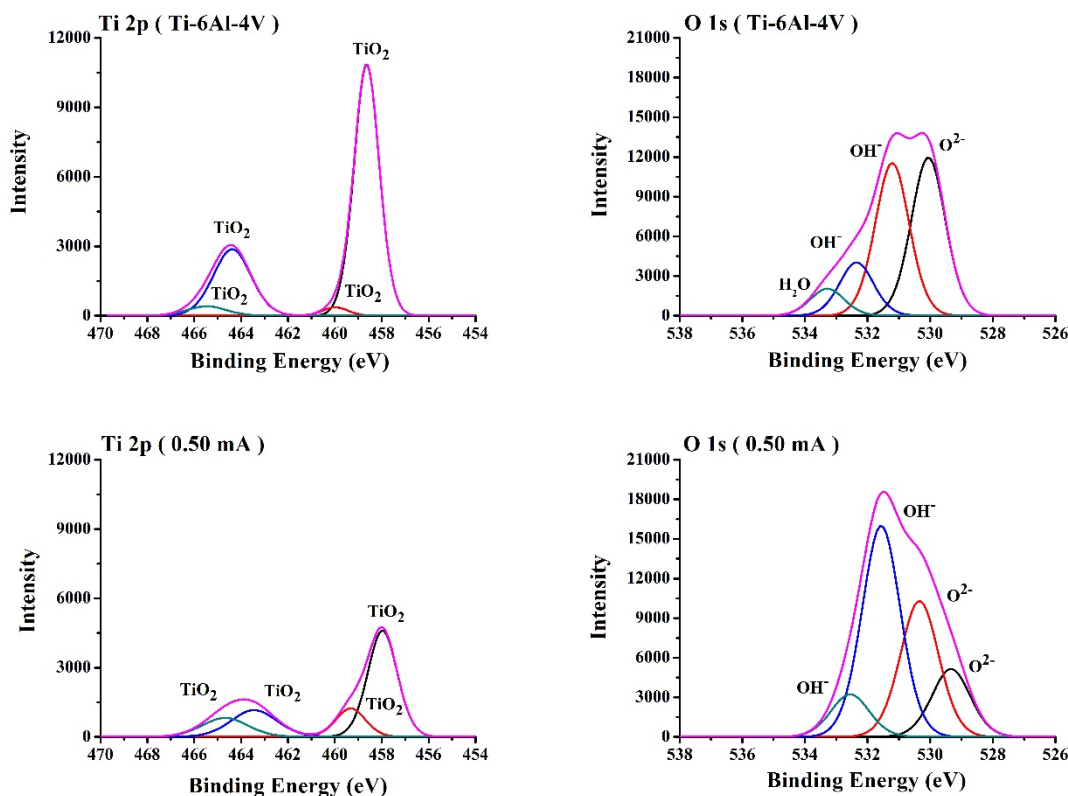 Ti 2p ( Ti-6Al-4V)
12000
9000
6000
3000
0
Intensity
TiO2
TiO2
TiO2
TiO2
470 468 466 464 462 460 458 456 454
Binding Energy (eV)
O 1s ( Ti-6Al-4V)
21000
18000
15000
12000
9000
6000
3000
0
Intensity
OH-
O2-
OH-
H2O
538 536 534 532 530 528 526
Binding Energy (eV)
Ti 2p ( 0.50 mA )
12000
9000
6000
3000
0
Intensity
TiO2
TiO2
TiO2
TiO2
470 468 466 464 462 460 458 456 454
Binding Energy (eV)
O 1s ( 0.50 mA )
21000
18000
15000
12000
9000
6000
3000
0
Intensity
OH-
O2-
O2-
OH-
538 536 534 532 530 528 526
Binding Energy (eV)